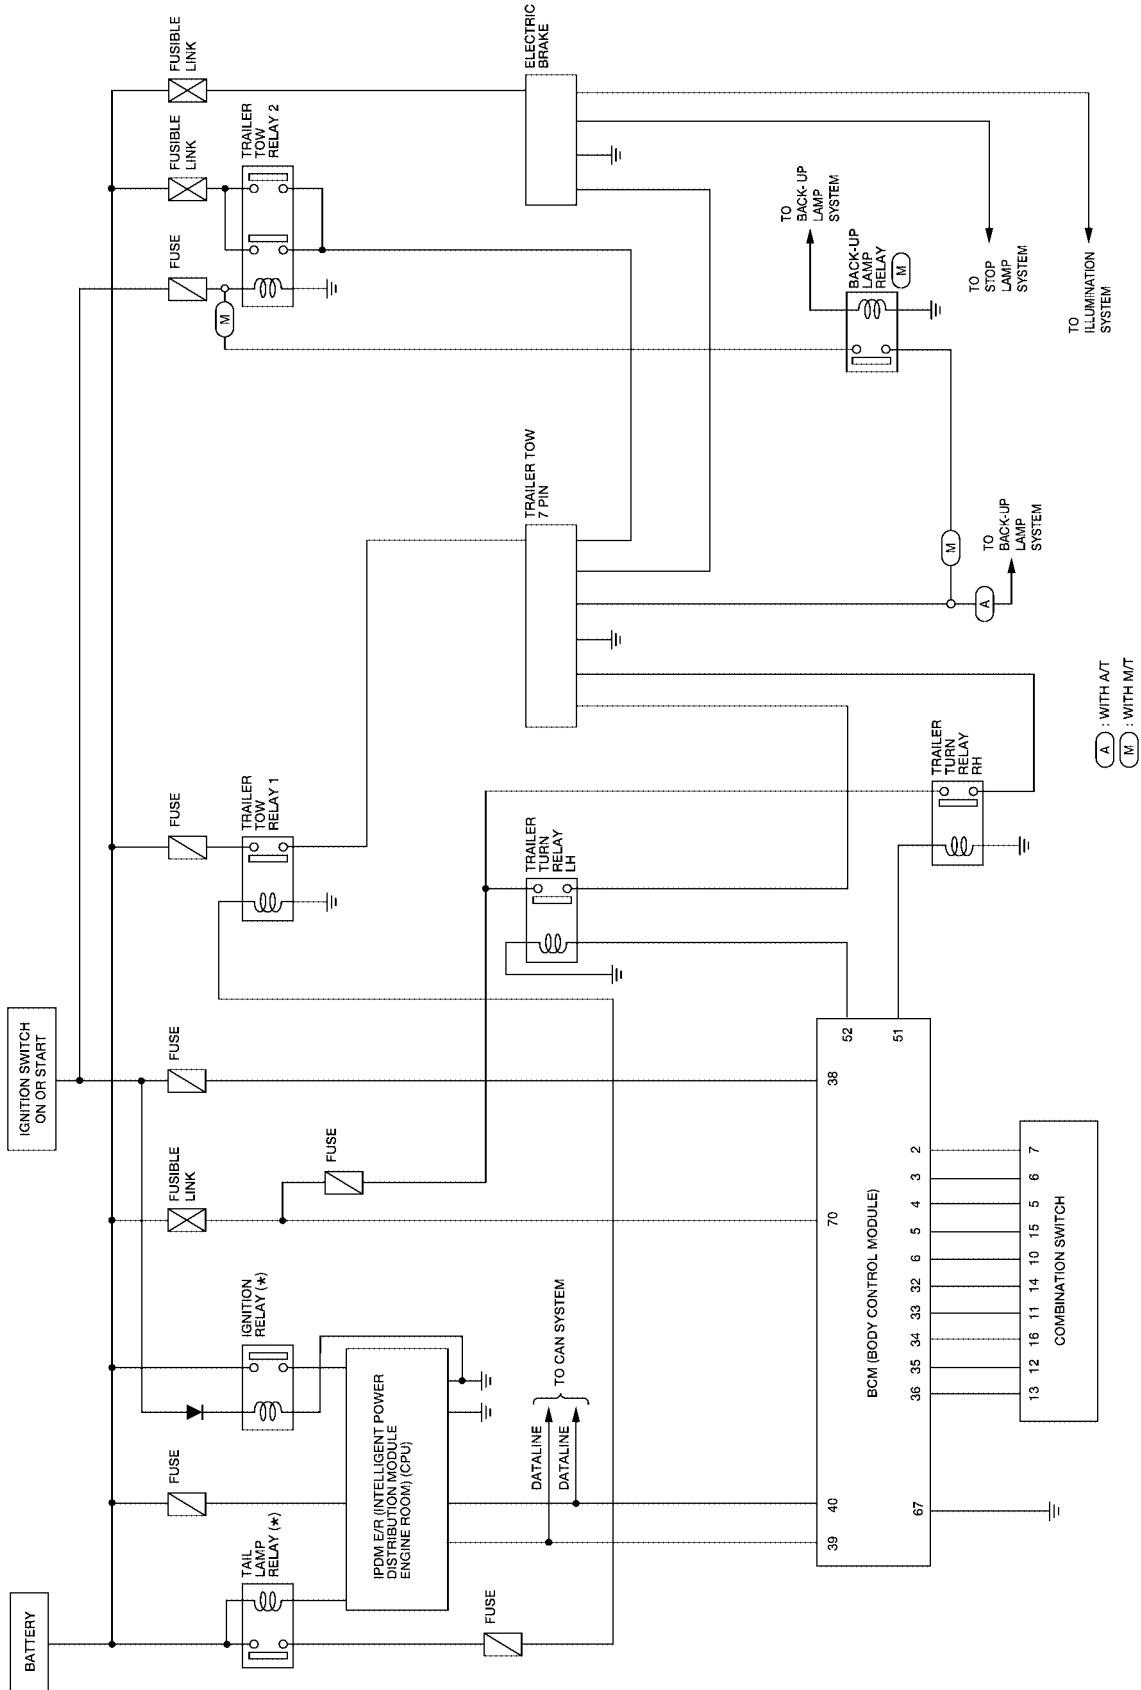 BATTERY
IGNITION SWITCH
ON OR START
TAIL
LAMP
RELAY (*)
FUSE
IGNITION
RELAY (*)
FUSIBLE
LINK
FUSE
FUSE
TRAILER
TOW
RELAY 1
FUSE
FUSIBLE
LINK
FUSIBLE
LINK
TRAILER
TOW
RELAY 2
M
FUSE
IPDM E/R (INTELLIGENT POWER
DISTRIBUTION MODULE
ENGINE ROOM) (CPU)
FUSE
DATALINE
DATALINE
TO CAN SYSTEM
TRAILER
TURN
RELAY
LH
TRAILER TOW
7 PIN
ELECTRIC
BRAKE
39
40
70
38
52
51
67
BCM (BODY CONTROL MODULE)
36 35 34 33 32 6 5 4 3 2
13 12 16 11 14 10 15 5 6 7
COMBINATION SWITCH
TRAILER
TURN
RELAY
RH
TO
BACK-UP
LAMP
SYSTEM
BACK-UP
LAMP
RELAY
M
M
A
TO
BACK-UP
LAMP
SYSTEM
TO
STOP
LAMP
SYSTEM
TO
ILLUMINATION
SYSTEM
A : WITH A/T
M : WITH M/T